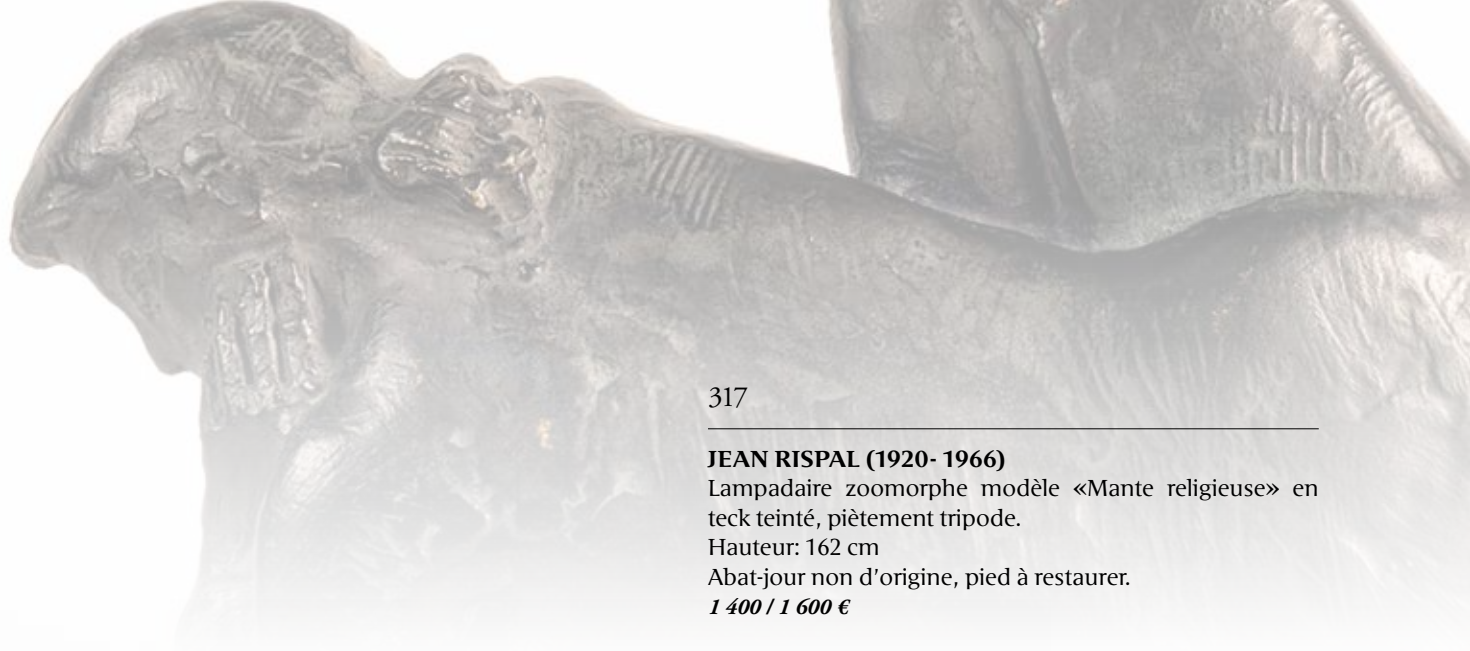 317
JEAN RISPAL (1920- 1966)
Lampadaire zoomorphe modèle «Mante religieuse» en
teck teinté, piètement tripode.
Hauteur: 162 cm
Abat-jour non d’origine, pied à restaurer.
1 400 / 1 600 €